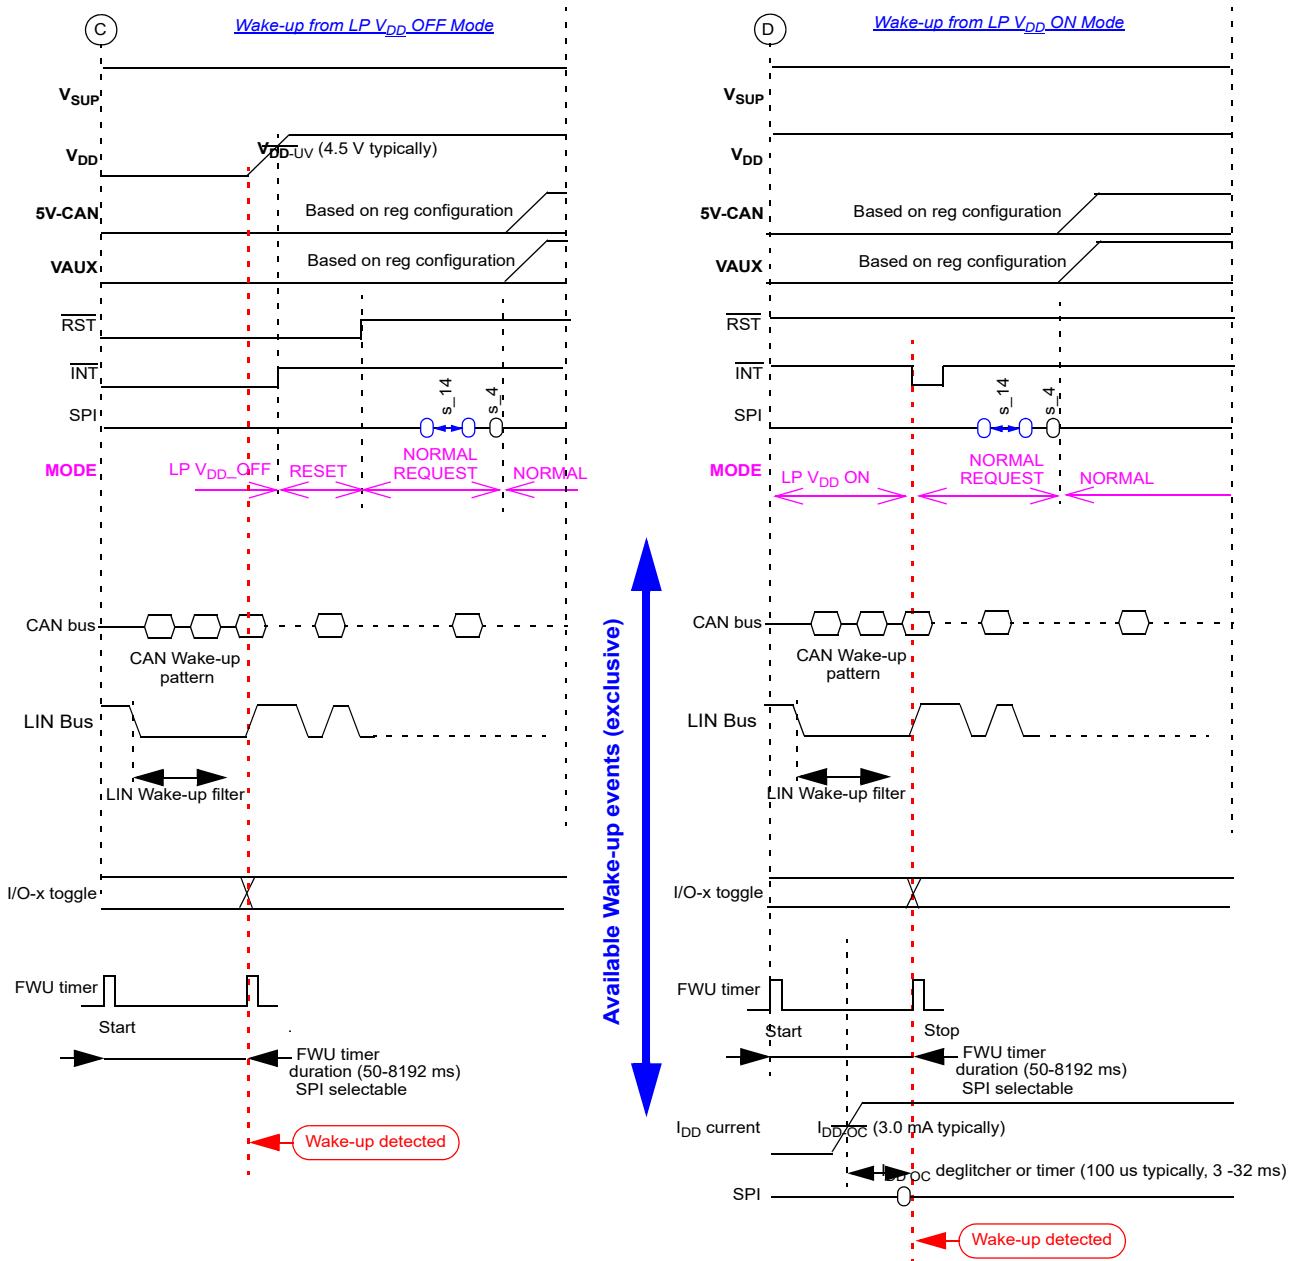 C
Wake-up from LP VDD OFF Mode
VSUP
VDD
VDD-UV (4.5 V typically)
5V-CAN
Based on reg configuration
VAUX
Based on reg configuration
RST
INT
s_14
s_4
SPI
MODE
LP VDD_OFF
RESET
NORMAL
REQUEST
NORMAL
CAN bus
CAN Wake-up
pattern
LIN Bus
LIN Wake-up filter
I/O-x toggle
FWU timer
Start
FWU timer
duration (50-8192 ms)
SPI selectable
Wake-up detected
Available Wake-up events (exclusive)
D
Wake-up from LP VDD ON Mode
VSUP
VDD
5V-CAN
Based on reg configuration
VAUX
Based on reg configuration
RST
INT
s_14
s_4
SPI
MODE
LP VDD ON
NORMAL
REQUEST
NORMAL
CAN bus
CAN Wake-up
pattern
LIN Bus
LIN Wake-up filter
I/O-x toggle
FWU timer
Start
Stop
FWU timer
duration (50-8192 ms)
SPI selectable
IDD current
IDD-OC (3.0 mA typically)
IDD OC deglitcher or timer (100 us typically, 3 -32 ms)
SPI
Wake-up detected